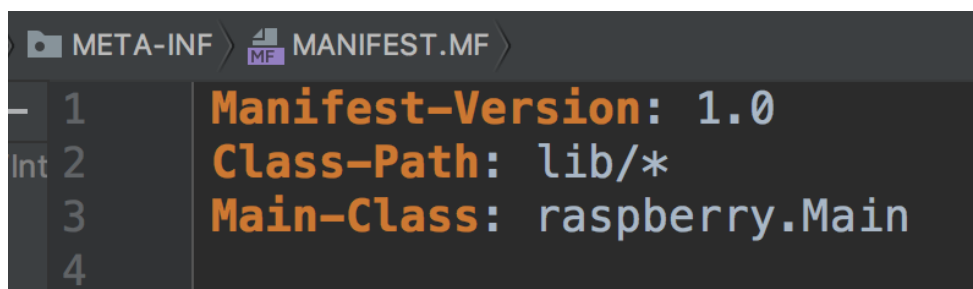 META-INF MANIFEST.MF
MF
1 Manifest-Version: 1.0
Int 2 Class-Path: lib/*
3 Main-Class: raspberry.Main
4